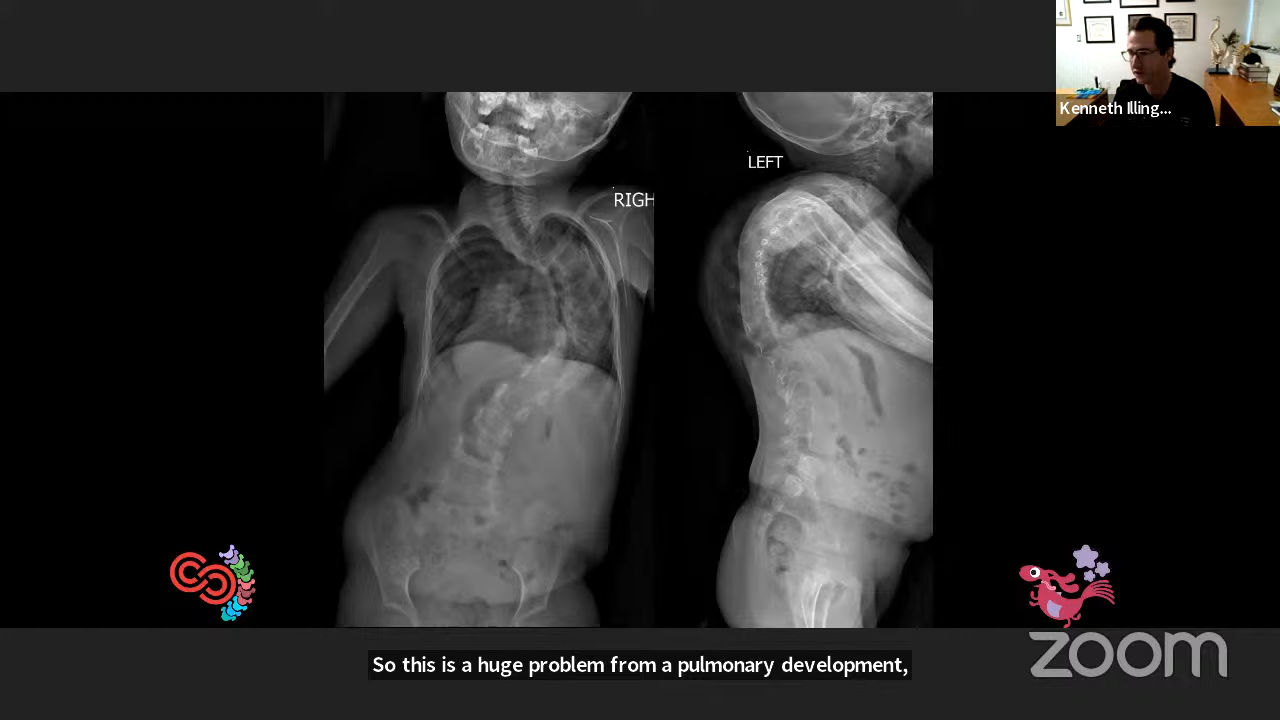 Kenneth Illing...
LEFT
RIGH
So this is a huge problem from a pulmonary development,
zoom